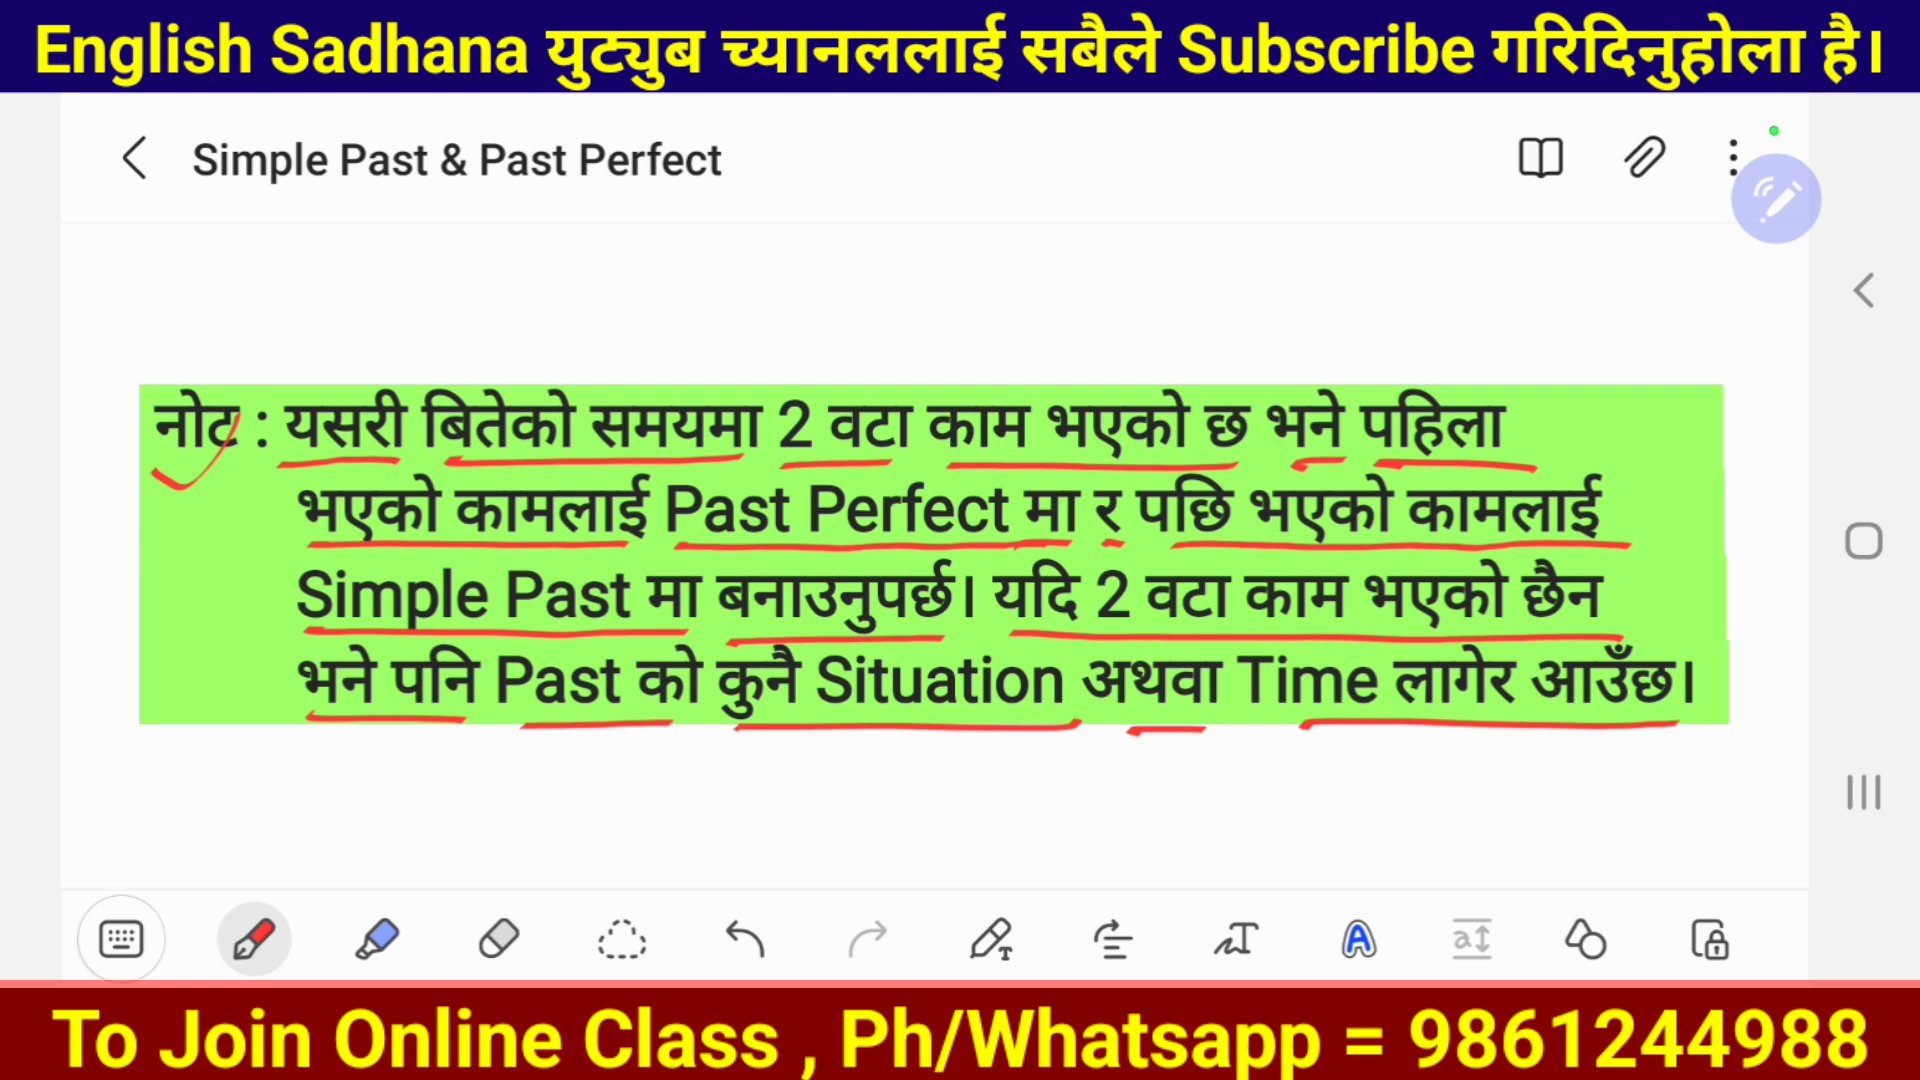 English Sadhana युट्युब च्यानललाई सबैले Subscribe गरिदिनुहोला है।
Simple Past & Past Perfect
नोट : यसरी बितेको समयमा 2 वटा काम भएको छ भने पहिला
भएको कामलाई Past Perfect मा र पछि भएको कामलाई
Simple Past मा बनाउनुपर्छ। यदि 2 वटा काम भएको छैन
भने पनि Past को कुनै Situation अथवा Time लागेर आउँछ।
To Join Online Class , Ph/Whatsapp = 9861244988